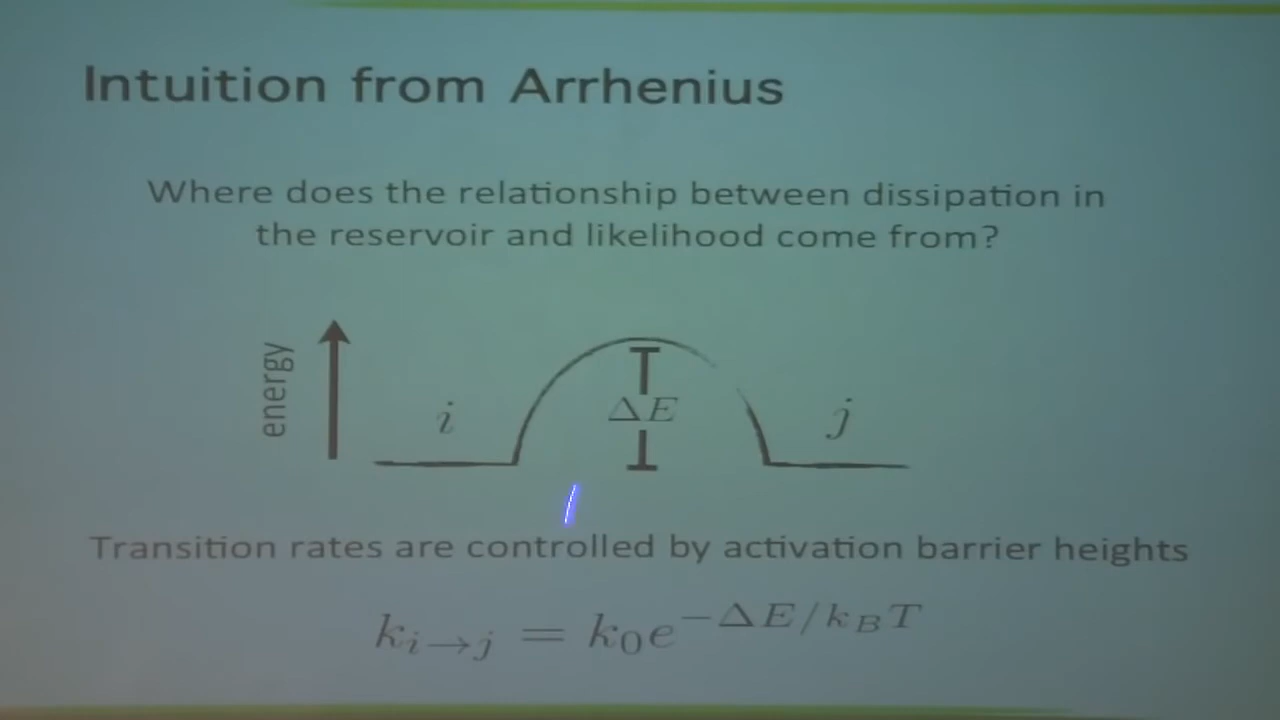 Intuition from Arrhenius
Where does the relationship between dissipation in
the reservoir and likelihood come from?
energy
i
ΔE
j
Transition rates are controlled by activation barrier heights
k_{i→j} = k_0 e^{−ΔE/k_B T}